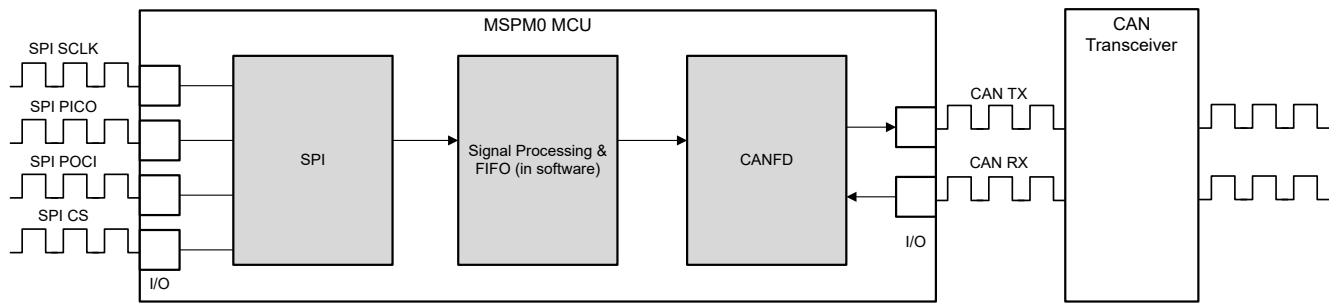 MSPM0 MCU
CAN
Transceiver
SPI SCLK
SPI PICO
SPI POCI
SPI CS
I/O
SPI
Signal Processing &
FIFO (in software)
CANFD
CAN TX
CAN RX
I/O